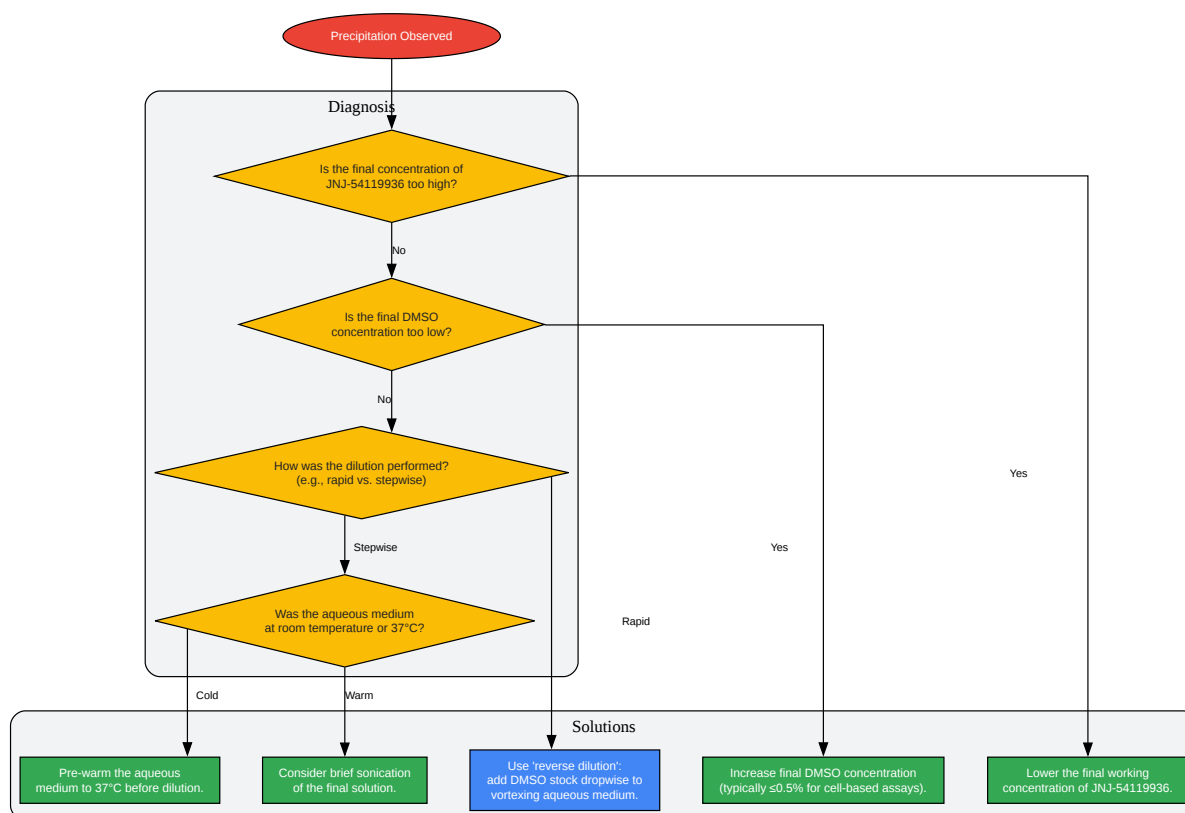 Precipitation Observed
Diagnosis
Is the final concentration of
JNJ-54119936 too high?
No
Is the final DMSO
concentration too low?
No
How was the dilution performed?
(e.g., rapid vs. stepwise)
Yes
Stepwise
Yes
Was the aqueous medium
at room temperature or 37°C?
Rapid
Cold
Warm
Solutions
Pre-warm the aqueous
medium to 37°C before dilution.
Consider brief sonication
of the final solution.
Use 'reverse dilution':
add DMSO stock dropwise to
vortexing aqueous medium.
Increase final DMSO concentration
(typically ≤0.5% for cell-based assays).
Lower the final working
concentration of JNJ-54119936.